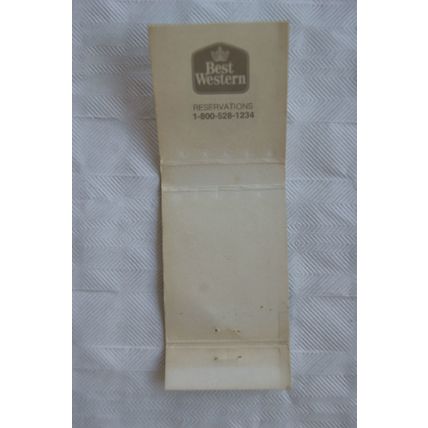 Best
Western
RESERVATIONS
1-800-528-1234